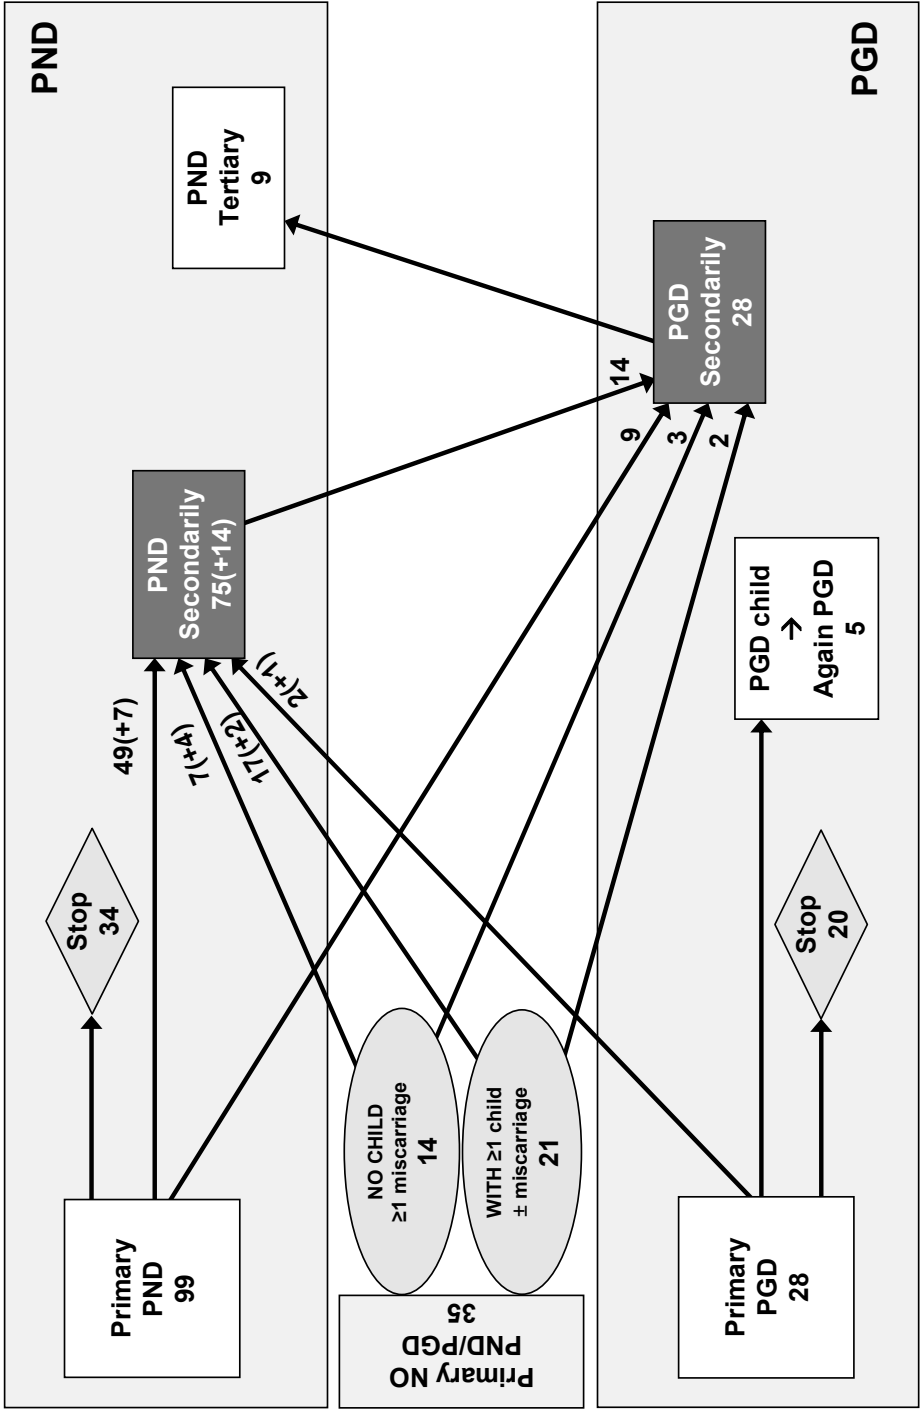 PND
Primary
PND
99
Stop
34
49(+7)
7(+4)
17(+2)
2(+1)
PND
Secondarily
75(+14)
PND
Tertiary
9
Primary NO
PND/PGD
35
NO CHILD
≥1 miscarriage
14
WITH ≥1 child
± miscarriage
21
14
9
3
2
PGD
Secondarily
28
PGD
Primary
PGD
28
Stop
20
PGD child
→
Again PGD
5